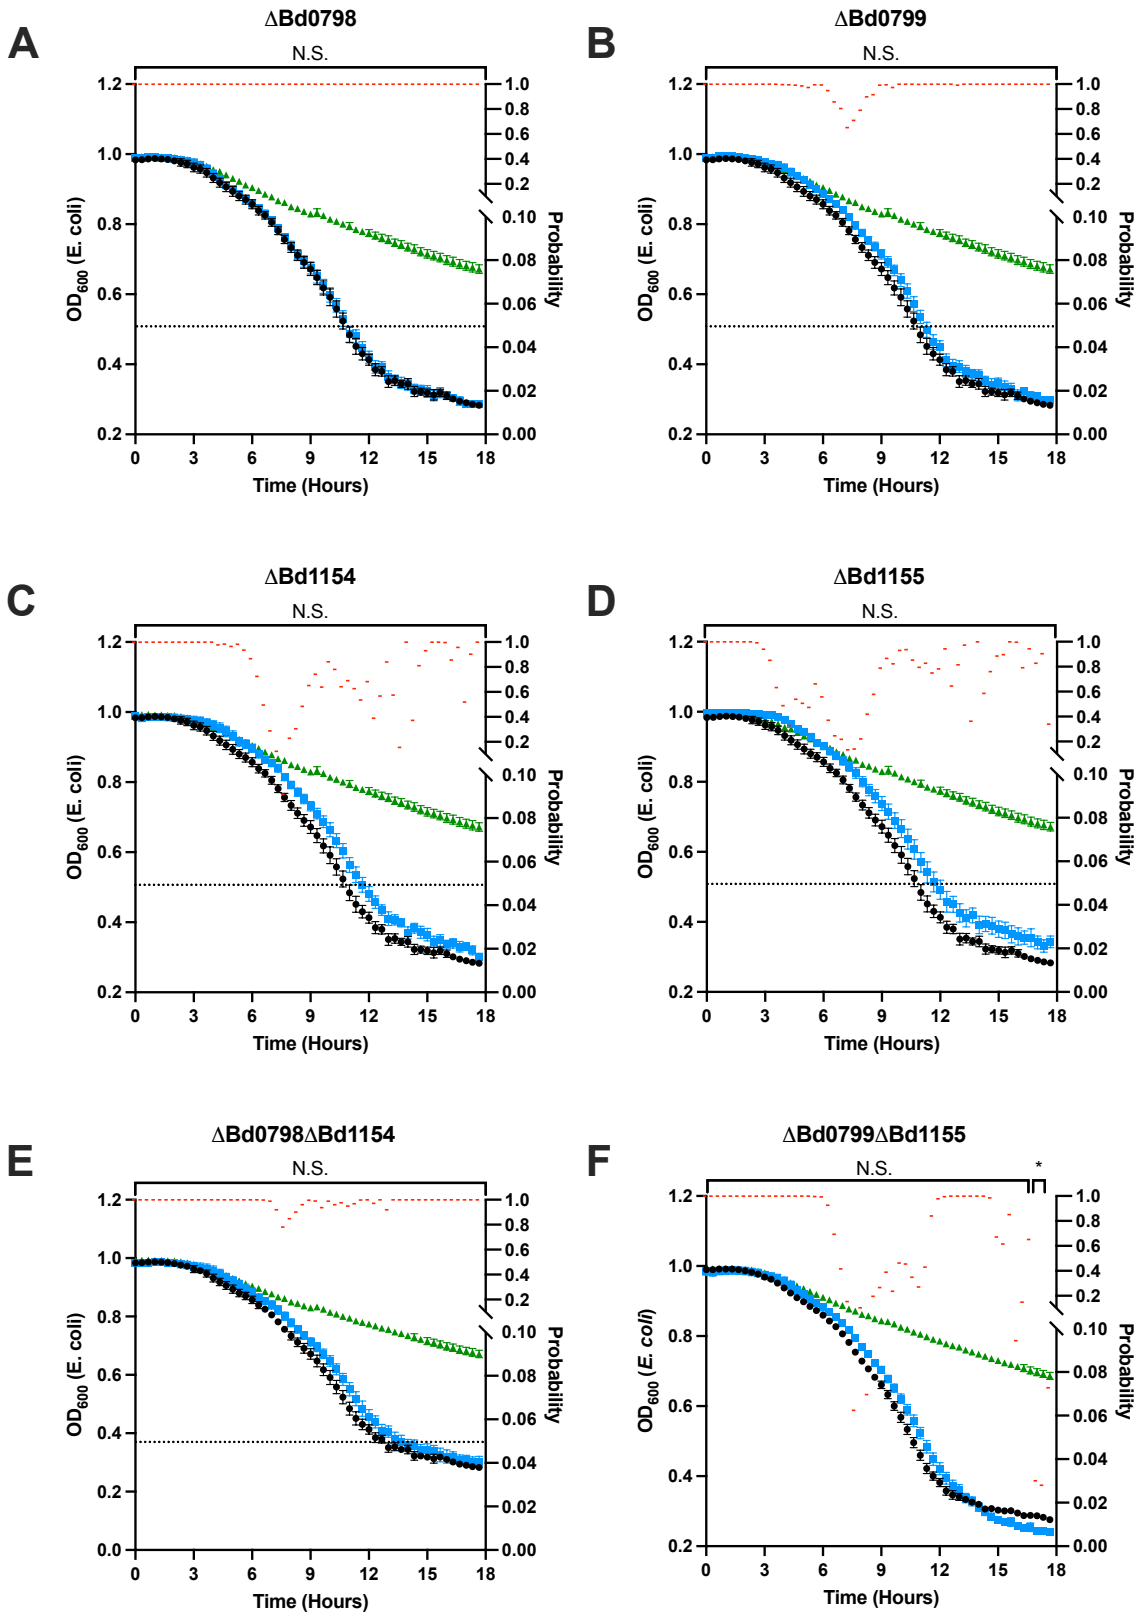 A
ΔBd0798
N.S.
1.2
1.0
0.8
0.6
0.4
0.2
OD600 (E. coli)
1.0
0.8
0.6
0.4
0.2
0.10
0.08
0.06
0.04
0.02
0.00
Probability
0 3 6 9 12 15 18
Time (Hours)
B
ΔBd0799
N.S.
1.2
1.0
0.8
0.6
0.4
0.2
OD600 (E. coli)
1.0
0.8
0.6
0.4
0.2
0.10
0.08
0.06
0.04
0.02
0.00
Probability
0 3 6 9 12 15 18
Time (Hours)
C
ΔBd1154
N.S.
1.2
1.0
0.8
0.6
0.4
0.2
OD600 (E. coli)
1.0
0.8
0.6
0.4
0.2
0.10
0.08
0.06
0.04
0.02
0.00
Probability
0 3 6 9 12 15 18
Time (Hours)
D
ΔBd1155
N.S.
1.2
1.0
0.8
0.6
0.4
0.2
OD600 (E. coli)
1.0
0.8
0.6
0.4
0.2
0.10
0.08
0.06
0.04
0.02
0.00
Probability
0 3 6 9 12 15 18
Time (Hours)
E
ΔBd0798ΔBd1154
N.S.
1.2
1.0
0.8
0.6
0.4
0.2
0.0
OD600 (E. coli)
1.0
0.8
0.6
0.4
0.2
0.10
0.08
0.06
0.04
0.02
0.00
Probability
0 3 6 9 12 15 18
Time (Hours)
F
ΔBd0799ΔBd1155
N.S. *
1.2
1.0
0.8
0.6
0.4
0.2
OD600 (E. coli)
1.0
0.8
0.6
0.4
0.2
0.10
0.08
0.06
0.04
0.02
0.00
Probability
0 3 6 9 12 15 18
Time (Hours)